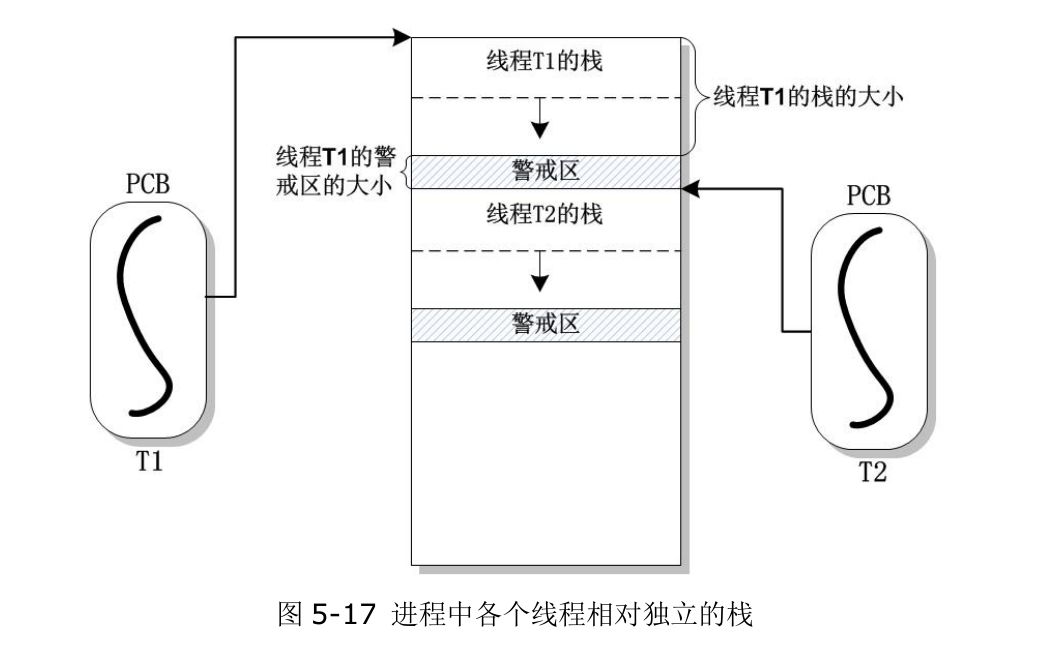 线程T1的栈
线程T1的栈的大小
线程T1的警
戒区的大小
警戒区
PCB
PCB
线程T2的栈
警戒区
T1
T2
图 5-17 进程中各个线程相对独立的栈